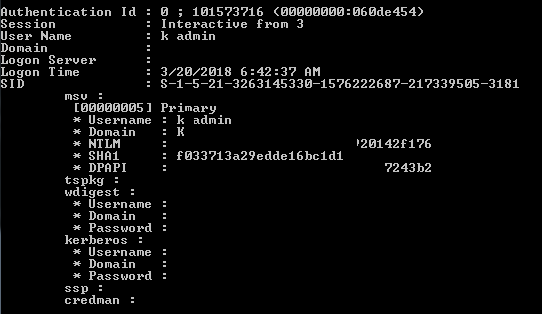 Authentication Id : 0 ; 101573716 (00000000:060de454)
Session : Interactive from 3
User Name : k admin
Domain :
Logon Server :
Logon Time : 3/20/2018 6:42:37 AM
SID : S-1-5-21-3263145330-1576222687-217339505-3181
msv :
[00000005] Primary
* Username : k admin
* Domain : K
* NTLM : 20142f176
* SHA1 : f033713a29edde16bc1d1
* DPAPI : 7243b2
tspkg :
wdigest :
* Username :
* Domain :
* Password :
kerberos :
* Username :
* Domain :
* Password :
ssp :
credman :